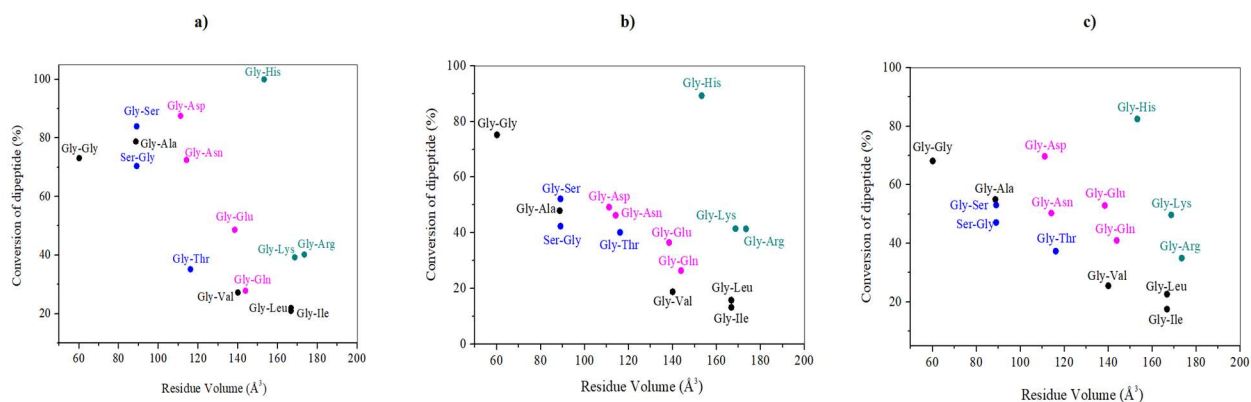 a)
Conversion of dipeptide (%)
100
80
60
40
20
Gly-His
Gly-Asp
Gly-Ser
Gly-Ala
Gly-Gly
Ser-Gly
Gly-Asn
Gly-Glu
Gly-Lys
Gly-Arg
Gly-Thr
Gly-Gln
Gly-Val
Gly-Leu
Gly-Ile
60 80 100 120 140 160 180 200
Residue Volume (Å³)
b)
Conversion of dipeptide (%)
100
80
60
40
20
0
Gly-His
Gly-Gly
Gly-Ser
Gly-Asp
Gly-Ala
Gly-Asn
Gly-Lys
Ser-Gly
Gly-Thr
Gly-Glu
Gly-Arg
Gly-Gln
Gly-Val
Gly-Leu
Gly-Ile
60 80 100 120 140 160 180 200
Residue Volume (Å³)
c)
Conversion of dipeptide (%)
100
80
60
40
20
Gly-His
Gly-Asp
Gly-Gly
Gly-Ala
Gly-Glu
Gly-Ser
Gly-Asn
Gly-Lys
Ser-Gly
Gly-Gln
Gly-Thr
Gly-Arg
Gly-Val
Gly-Leu
Gly-Ile
60 80 100 120 140 160 180 200
Residue Volume (Å³)